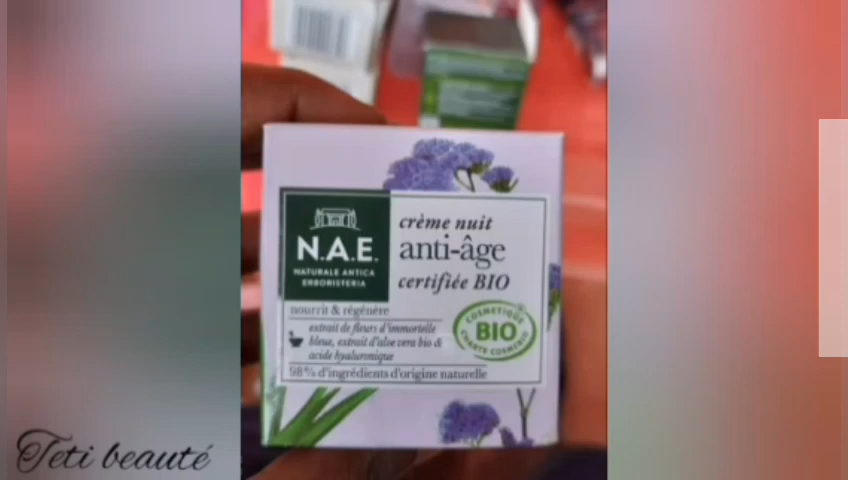 crème nuit
anti-âge
certifiée BIO
N.A.E.
NATURALE ANTICA
ERBORISTERIA
nourrit & régénère
extrait de fleurs d'immortelle
bleue, extrait d'aloe vera bio &
acide hyaluronique
98% d'ingrédients d'origine naturelle
COSMETIQUE
BIO
CHARTE COSMEBIO
Teti beauté